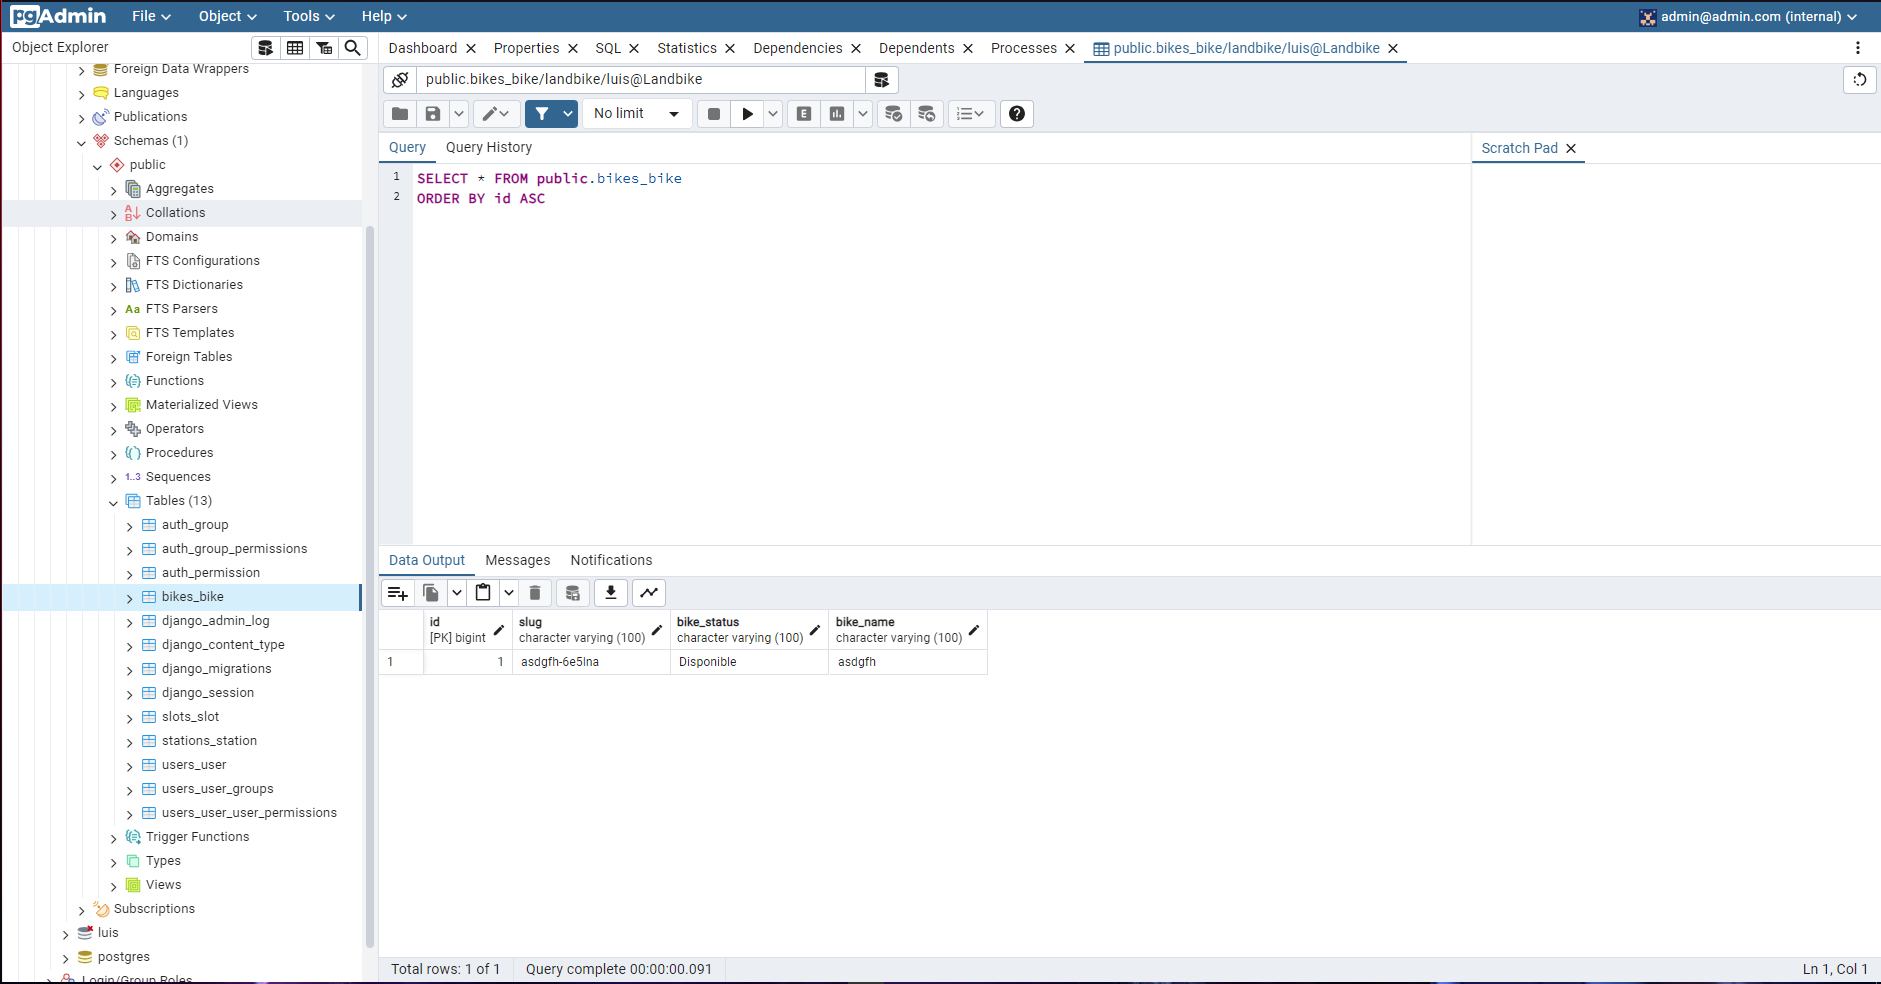 pgAdmin File Object Tools Help admin@admin.com (internal)
Object Explorer
Dashboard Properties SQL Statistics Dependencies Dependents Processes public.bikes_bike/landbike/luis@Landbike
public.bikes_bike/landbike/luis@Landbike
No limit
E
Query Query History
Scratch Pad
1 SELECT * FROM public.bikes_bike
2 ORDER BY id ASC
Foreign Data Wrappers
Languages
Publications
Schemas (1)
public
Aggregates
Collations
Domains
FTS Configurations
FTS Dictionaries
Aa FTS Parsers
FTS Templates
Foreign Tables
Functions
Materialized Views
Operators
Procedures
1..3 Sequences
Tables (13)
auth_group
auth_group_permissions
auth_permission
bikes_bike
django_admin_log
django_content_type
django_migrations
django_session
slots_slot
stations_station
users_user
users_user_groups
users_user_user_permissions
Trigger Functions
Types
Views
Subscriptions
luis
postgres
Login/Group Roles
Data Output Messages Notifications
id slug bike_status bike_name
[PK] bigint character varying (100) character varying (100) character varying (100)
1 1 asdgfh-6e5lna Disponible asdgfh
Total rows: 1 of 1 Query complete 00:00:00.091 Ln 1, Col 1